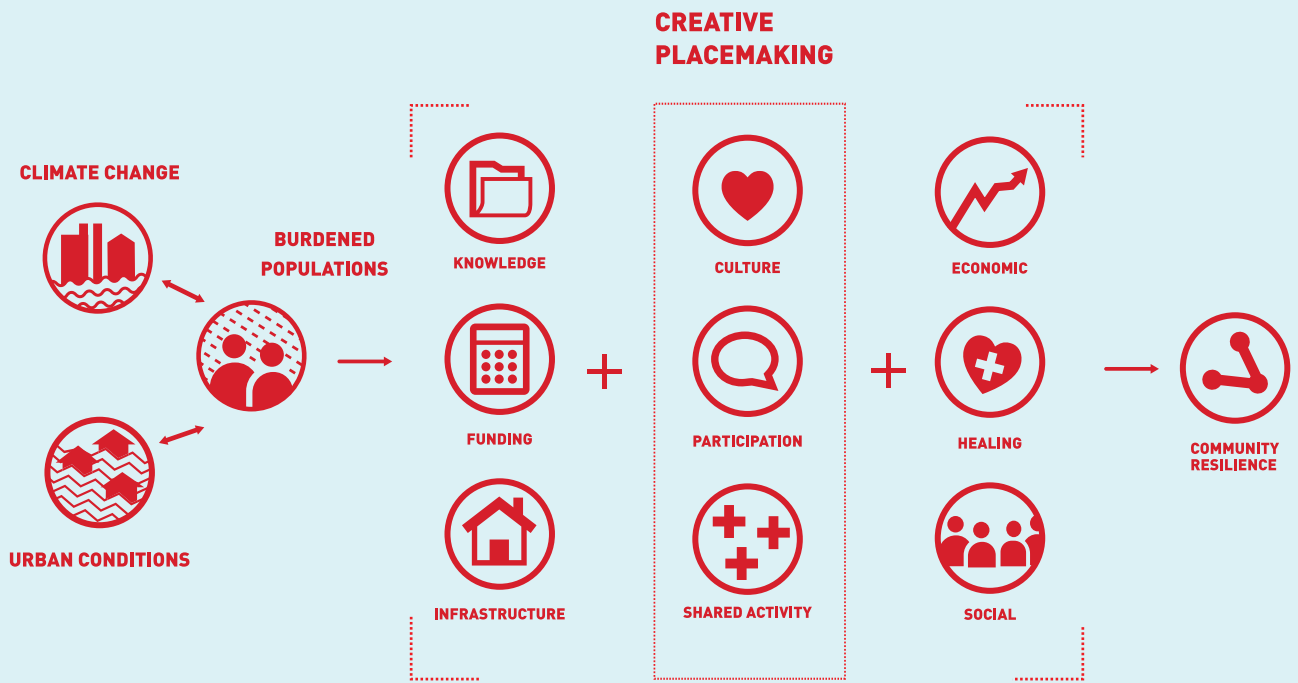 CREATIVE
PLACEMAKING
CLIMATE CHANGE
BURDENED
POPULATIONS
URBAN CONDITIONS
KNOWLEDGE
FUNDING
INFRASTRUCTURE
CULTURE
PARTICIPATION
SHARED ACTIVITY
ECONOMIC
HEALING
SOCIAL
COMMUNITY
RESILIENCE